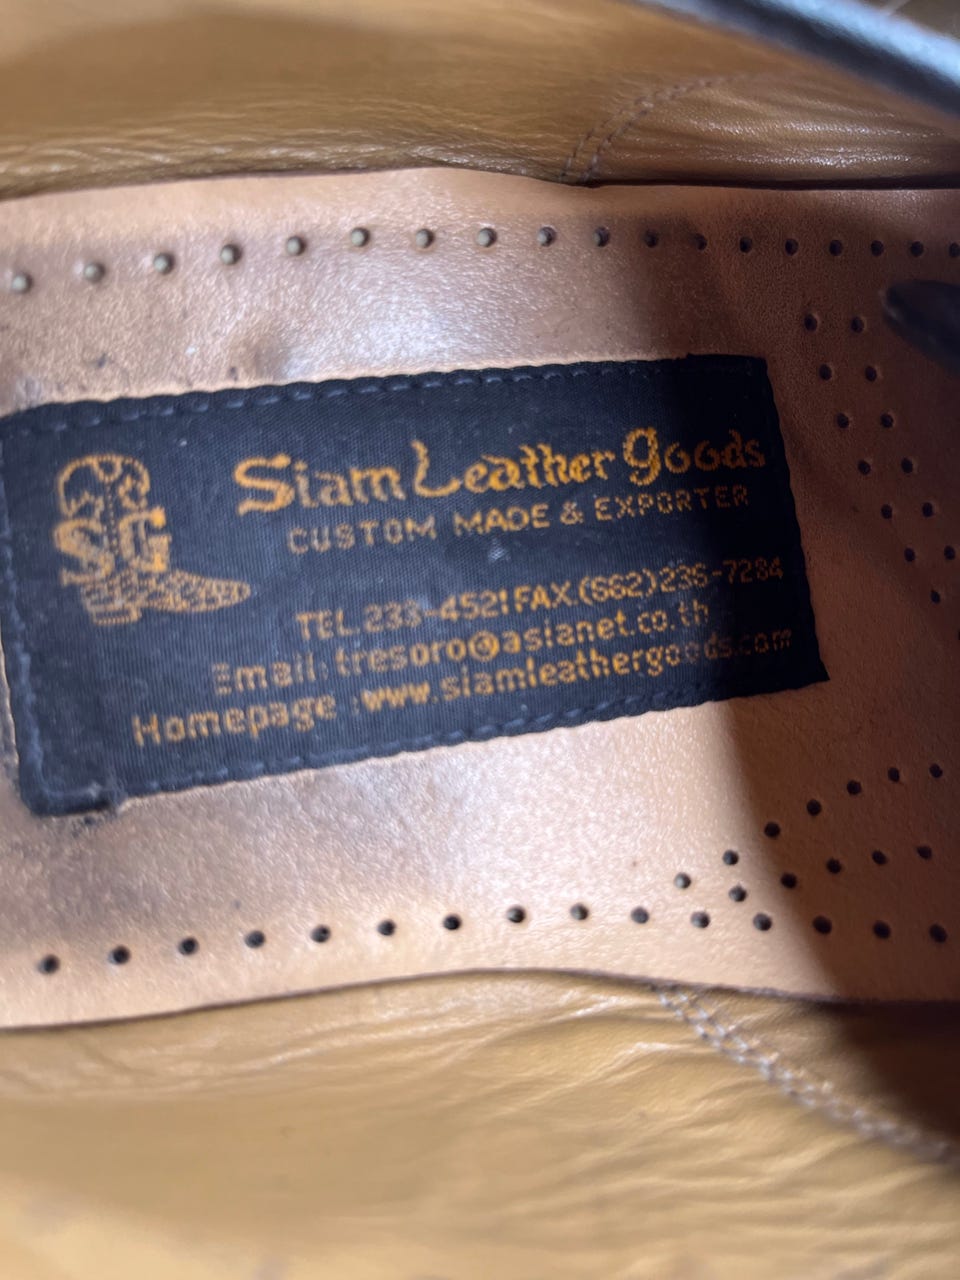 SLG
Siam Leather Goods
CUSTOM MADE & EXPORTER
TEL.233-4521 FAX.(662)236-7284
Email: tresoro@asianet.co.th
Homepage :www.siamleathergoods.com